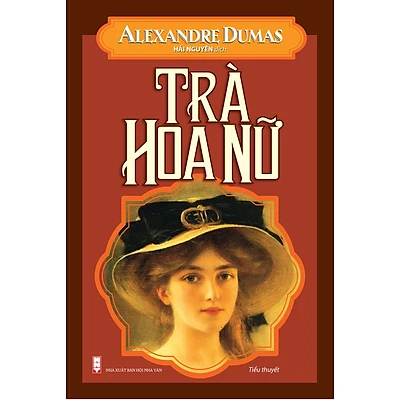 ALEXANDRE DUMAS
HẢI NGUYÊN dịch
TRÀ
HOA NỮ
NHÀ XUẤT BẢN HỘI NHÀ VĂN
Tiểu thuyết